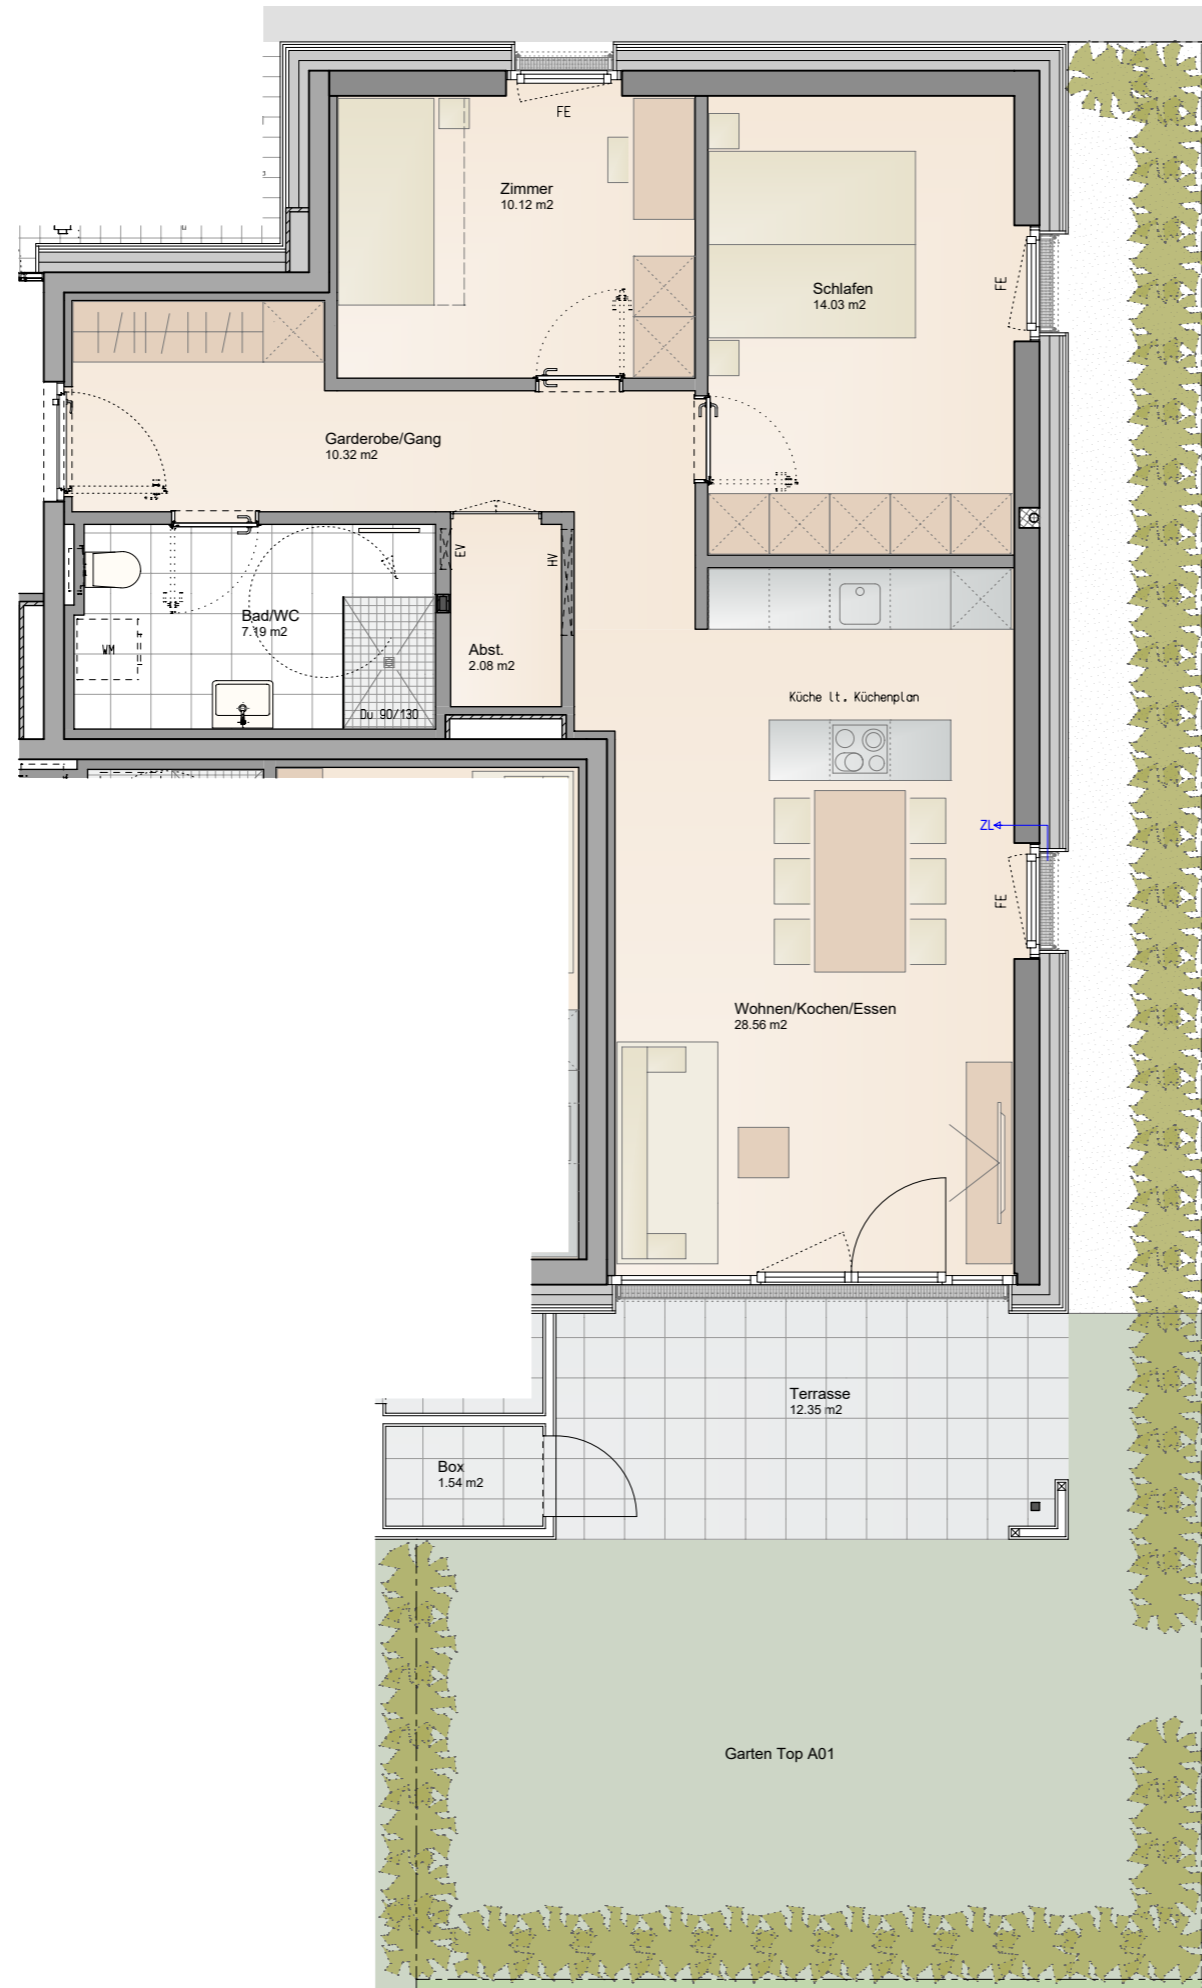 FE
Zimmer
10.12 m2
Schlafen
14.03 m2
FE
Garderobe/Gang
10.32 m2
EV
HV
Bad/WC
7.19 m2
WM
Abst.
2.08 m2
Du 90/130
Küche lt. Küchenplan
ZL
FE
Wohnen/Kochen/Essen
28.56 m2
Terrasse
12.35 m2
Box
1.54 m2
Garten Top A01